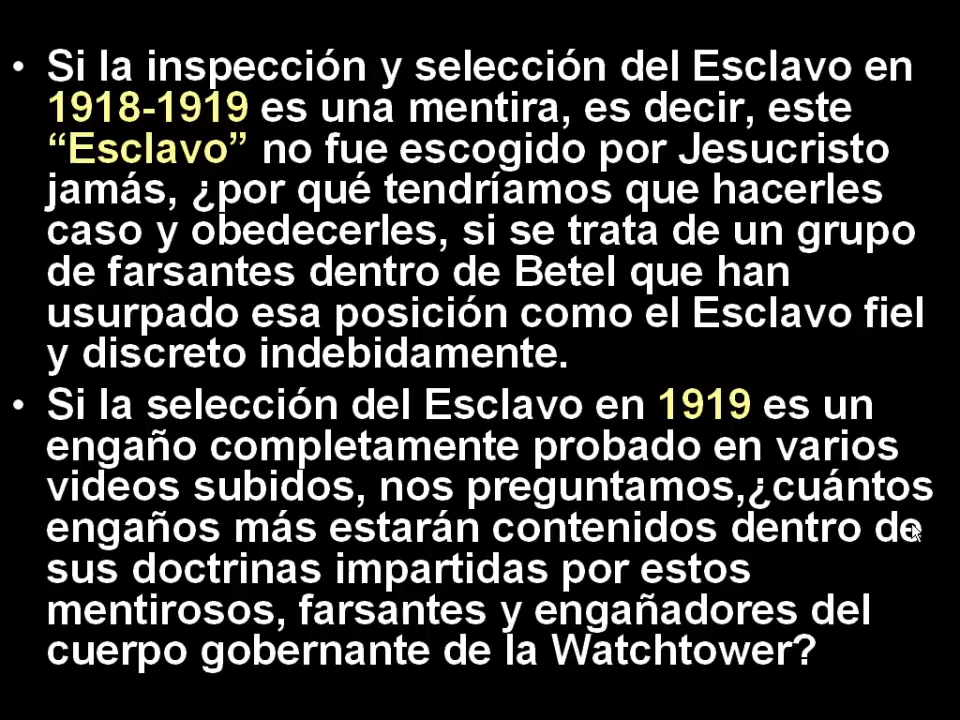 • Si la inspección y selección del Esclavo en
1918-1919 es una mentira, es decir, este
“Esclavo” no fue escogido por Jesucristo
jamás, ¿por qué tendríamos que hacerles
caso y obedecerles, si se trata de un grupo
de farsantes dentro de Betel que han
usurpado esa posición como el Esclavo fiel
y discreto indebidamente.
• Si la selección del Esclavo en 1919 es un
engaño completamente probado en varios
videos subidos, nos preguntamos,¿cuántos
engaños más estarán contenidos dentro de
sus doctrinas impartidas por estos
mentirosos, farsantes y engañadores del
cuerpo gobernante de la Watchtower?